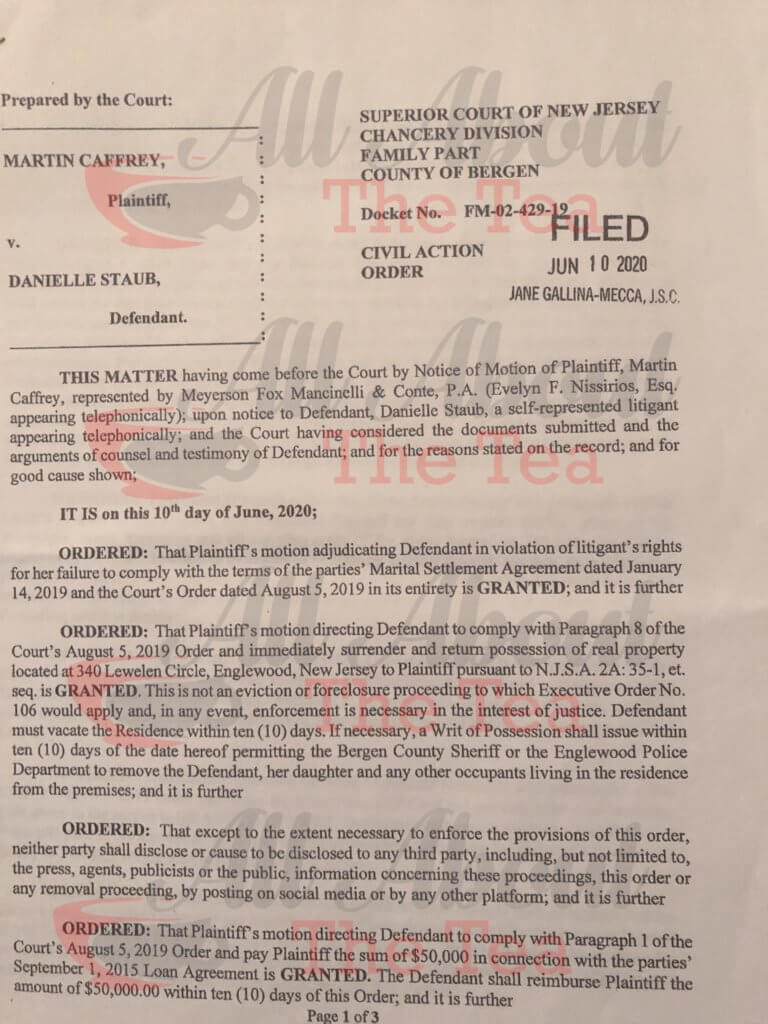 Prepared by the Court:
MARTIN CAFFREY,
Plaintiff,
v.
DANIELLE STAUB,
Defendant.
SUPERIOR COURT OF NEW JERSEY
CHANCERY DIVISION
FAMILY PART
COUNTY OF BERGEN
Docket No. FM-02-429-19
CIVIL ACTION
ORDER
FILED
JUN 10 2020
JANE GALLINA-MECCA, J.S.C.
THIS MATTER having come before the Court by Notice of Motion of Plaintiff, Martin
Caffrey, represented by Meyerson Fox Mancinelli & Conte, P.A. (Evelyn F. Nissirios, Esq.
appearing telephonically); upon notice to Defendant, Danielle Staub, a self-represented litigant
appearing telephonically; and the Court having considered the documents submitted and the
arguments of counsel and testimony of Defendant; and for the reasons stated on the record; and for
good cause shown;
IT IS on this 10th day of June, 2020;
ORDERED: That Plaintiff's motion adjudicating Defendant in violation of litigant's rights
for her failure to comply with the terms of the parties' Marital Settlement Agreement dated January
14, 2019 and the Court's Order dated August 5, 2019 in its entirety is GRANTED; and it is further
ORDERED: That Plaintiff's motion directing Defendant to comply with Paragraph 8 of the
Court's August 5, 2019 Order and immediately surrender and return possession of real property
located at 340 Lewelen Circle, Englewood, New Jersey to Plaintiff pursuant to N.J.S.A. 2A: 35-1, et.
seq. is GRANTED. This is not an eviction or foreclosure proceeding to which Executive Order No.
106 would apply and, in any event, enforcement is necessary in the interest of justice. Defendant
must vacate the Residence within ten (10) days. If necessary, a Writ of Possession shall issue within
ten (10) days of the date hereof permitting the Bergen County Sheriff or the Englewood Police
Department to remove the Defendant, her daughter and any other occupants living in the residence
from the premises; and it is further
ORDERED: That except to the extent necessary to enforce the provisions of this order,
neither party shall disclose or cause to be disclosed to any third party, including, but not limited to,
the press, agents, publicists or the public, information concerning these proceedings, this order or
any removal proceeding, by posting on social media or by any other platform; and it is further
ORDERED: That Plaintiff's motion directing Defendant to comply with Paragraph 1 of the
Court's August 5, 2019 Order and pay Plaintiff the sum of $50,000 in connection with the parties'
September 1, 2015 Loan Agreement is GRANTED. The Defendant shall reimburse Plaintiff the
amount of $50,000.00 within ten (10) days of this Order; and it is further
Page 1 of 3
All About
The Tea
All About
The Tea
All About
The Tea
All About
The Tea